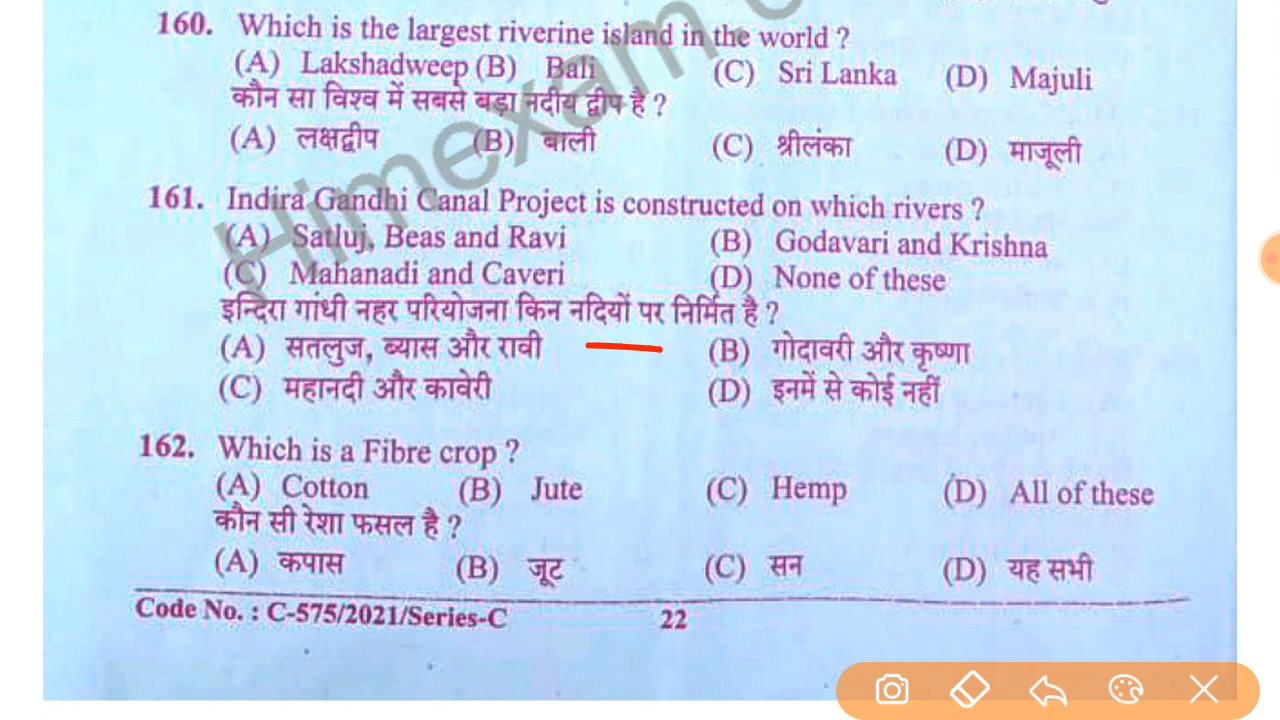 160. Which is the largest riverine island in the world ?
(A) Lakshadweep (B) Bali (C) Sri Lanka (D) Majuli
कौन सा विश्व में सबसे बड़ा नदीय द्वीप है ?
(A) लक्षद्वीप (B) बाली (C) श्रीलंका (D) माजूली
161. Indira Gandhi Canal Project is constructed on which rivers ?
(A) Satluj, Beas and Ravi (B) Godavari and Krishna
(C) Mahanadi and Caveri (D) None of these
इन्दिरा गांधी नहर परियोजना किन नदियों पर निर्मित है ?
(A) सतलुज, ब्यास और रावी (B) गोदावरी और कृष्णा
(C) महानदी और कावेरी (D) इनमें से कोई नहीं
162. Which is a Fibre crop ?
(A) Cotton (B) Jute (C) Hemp (D) All of these
कौन सी रेशा फसल है ?
(A) कपास (B) जूट (C) सन (D) यह सभी
Code No. : C-575/2021/Series-C 22
Himexam